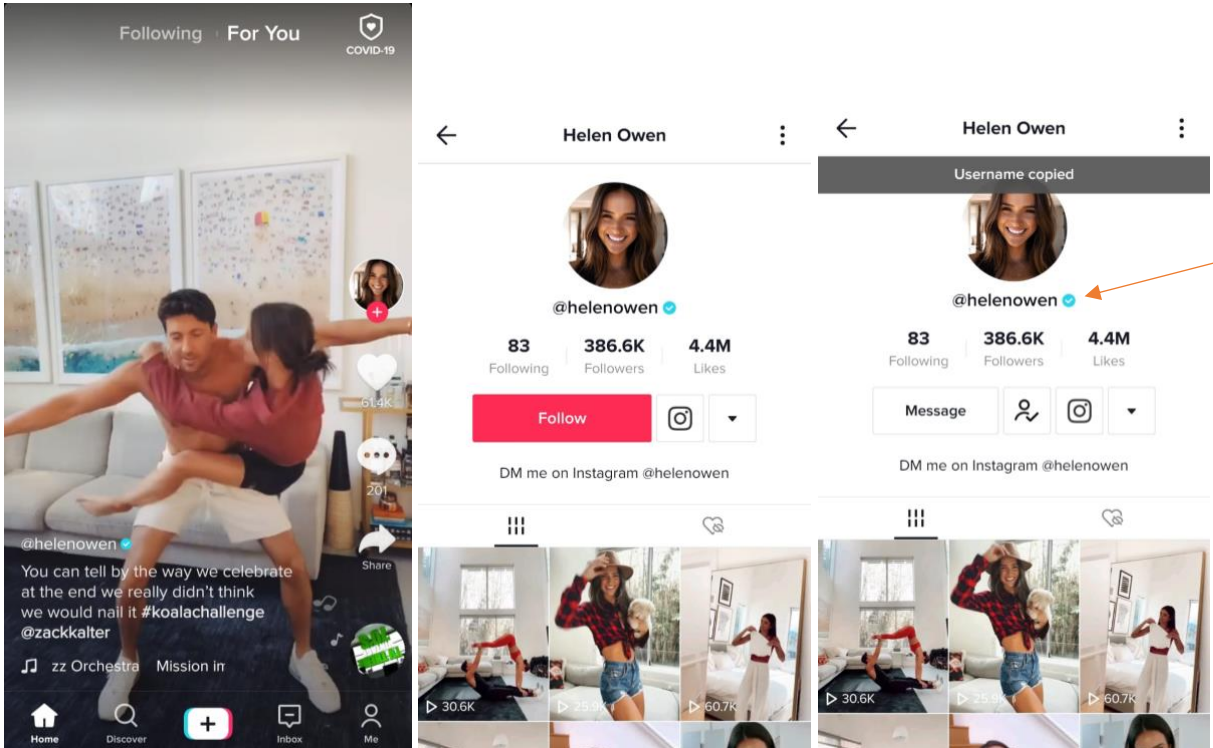 Following For You
COVID-19
61.4K
201
Share
@helenowen
You can tell by the way we celebrate
at the end we really didn't think
we would nail it #koalachallenge
@zackkalter
zz Orchestra Mission im
Home Discover Inbox Me
Helen Owen
@helenowen
83 386.6K 4.4M
Following Followers Likes
Follow
DM me on Instagram @helenowen
30.6K 25.9K 60.7K
Helen Owen
Username copied
@helenowen
83 386.6K 4.4M
Following Followers Likes
Message
DM me on Instagram @helenowen
30.6K 25.9K 60.7K